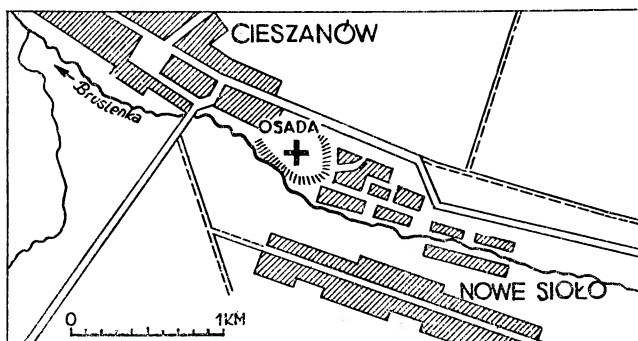 CIESZANÓW
Brusienka
OSADA
NOWE SIOŁO
0 1KM